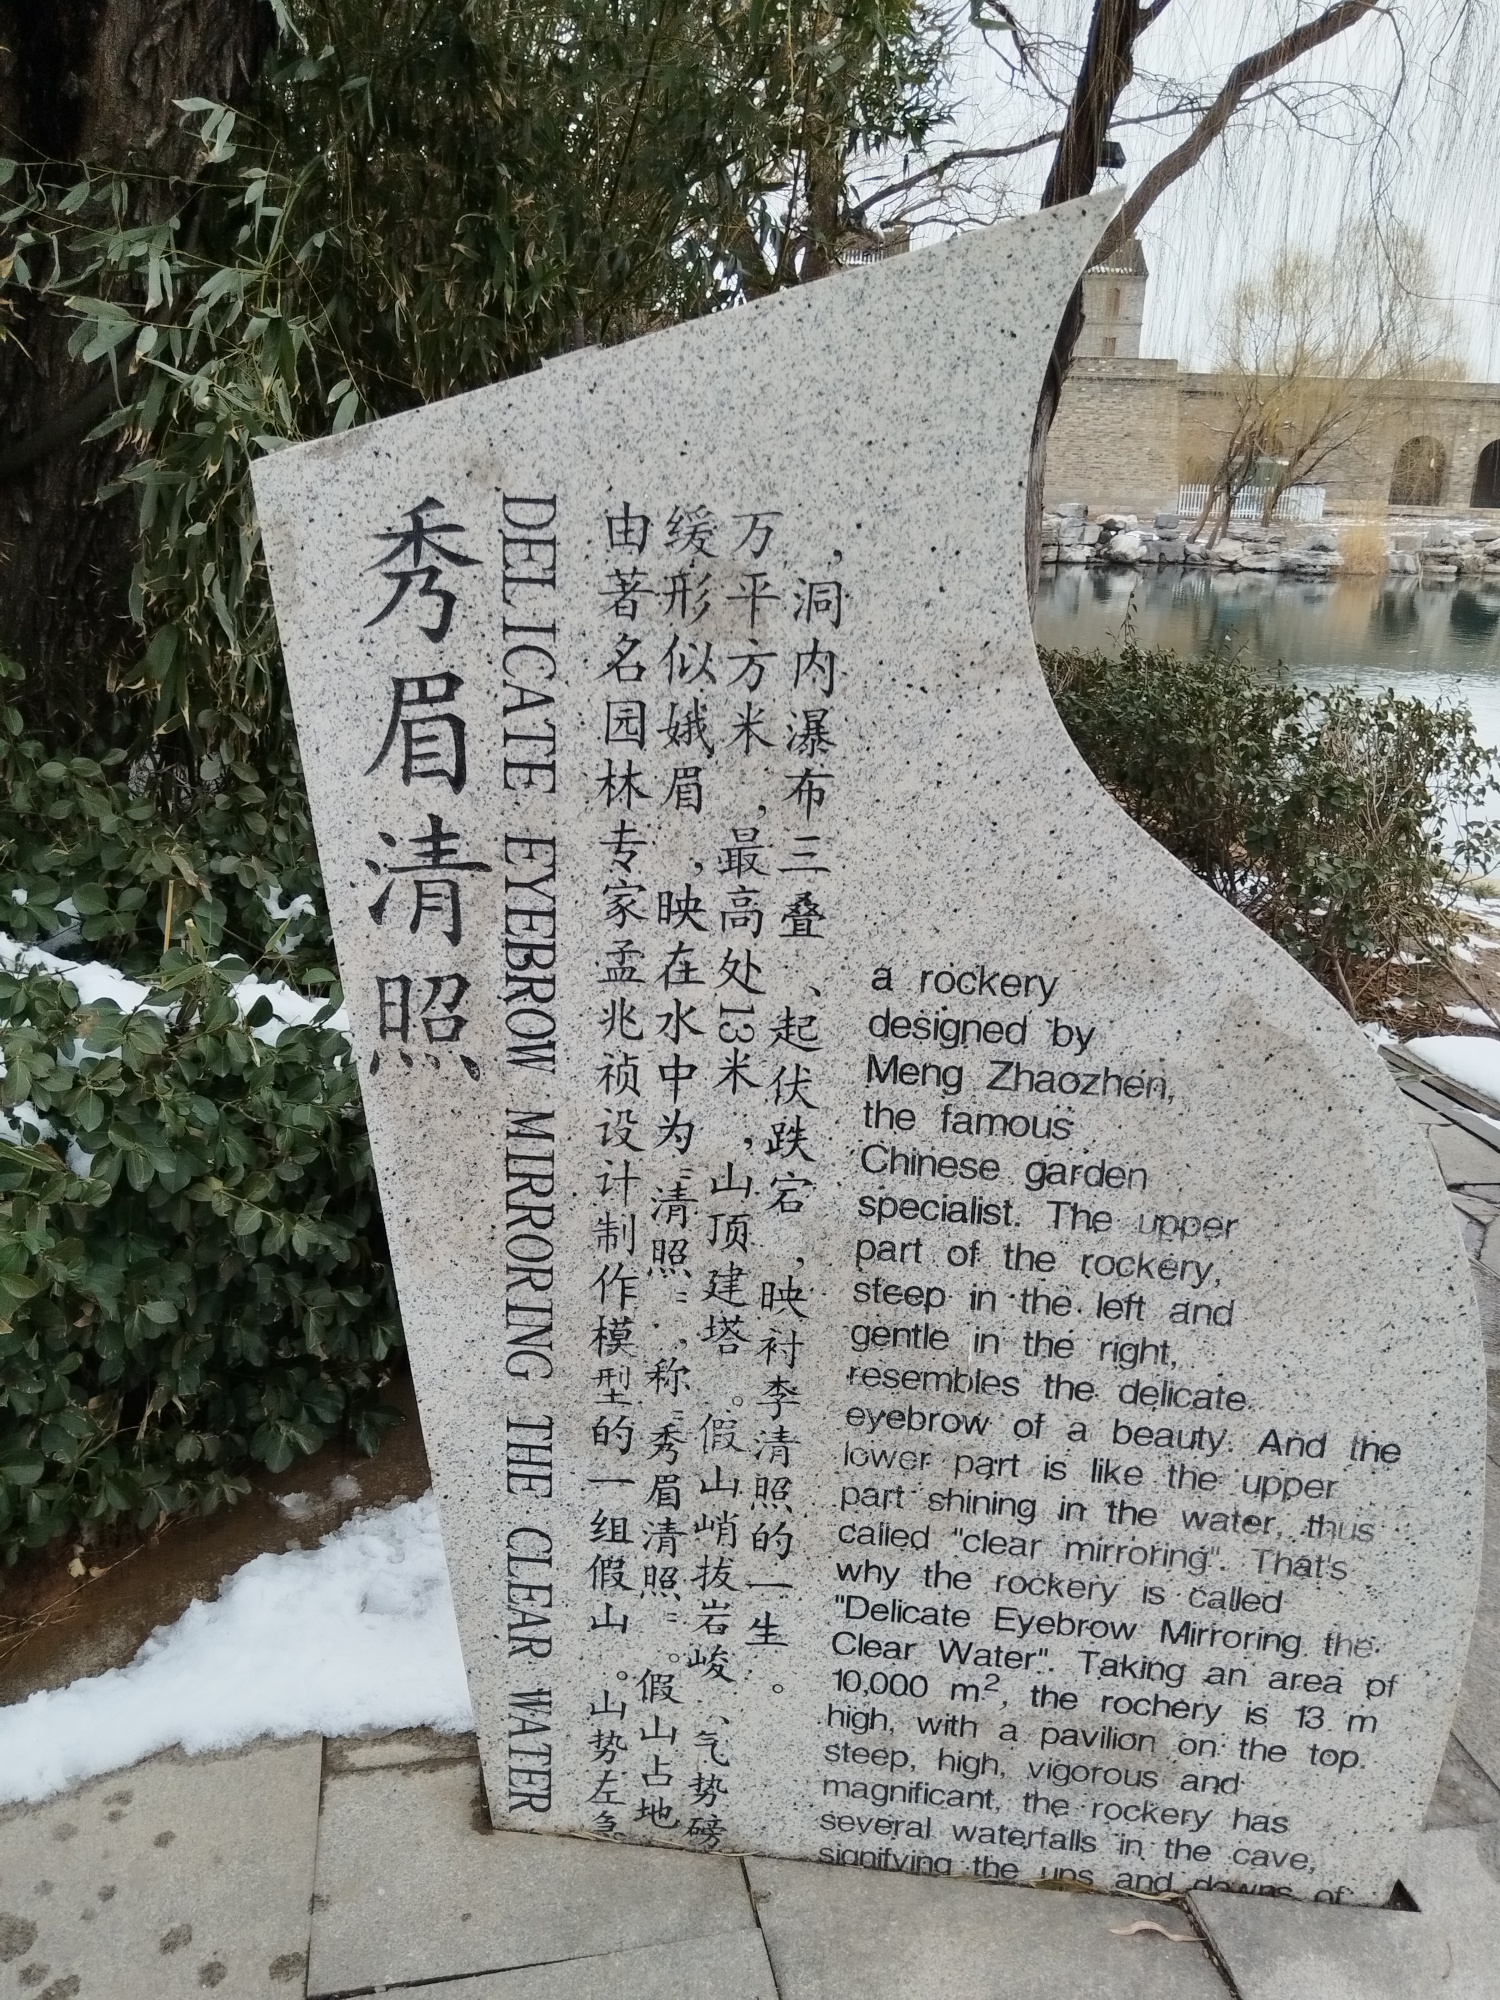 秀眉清照
DELICATE EYEBROW MIRRORING THE CLEAR WATER
由著名园林专家孟兆祯设计制作模型的一组假山。山势左急
缓形似娥眉，映在水中为"清照"，称"秀眉清照"。假山占地
万平方米，最高处13米，山顶建塔。假山峭拔岩峻、气势磅
，洞内瀑布三叠、起伏跌宕，映衬李清照的一生。
a rockery
designed by
Meng Zhaozhen,
the famous
Chinese garden
specialist. The upper
part of the rockery,
steep in the left and
gentle in the right,
resembles the delicate
eyebrow of a beauty. And the
lower part is like the upper
part shining in the water, thus
called "clear mirroring". That's
why the rockery is called
"Delicate Eyebrow Mirroring the
Clear Water". Taking an area of
10,000 m², the rochery is 13 m
high, with a pavilion on the top.
steep, high, vigorous and
magnificant, the rockery has
several waterfalls in the cave,
signifying the ups and downs of